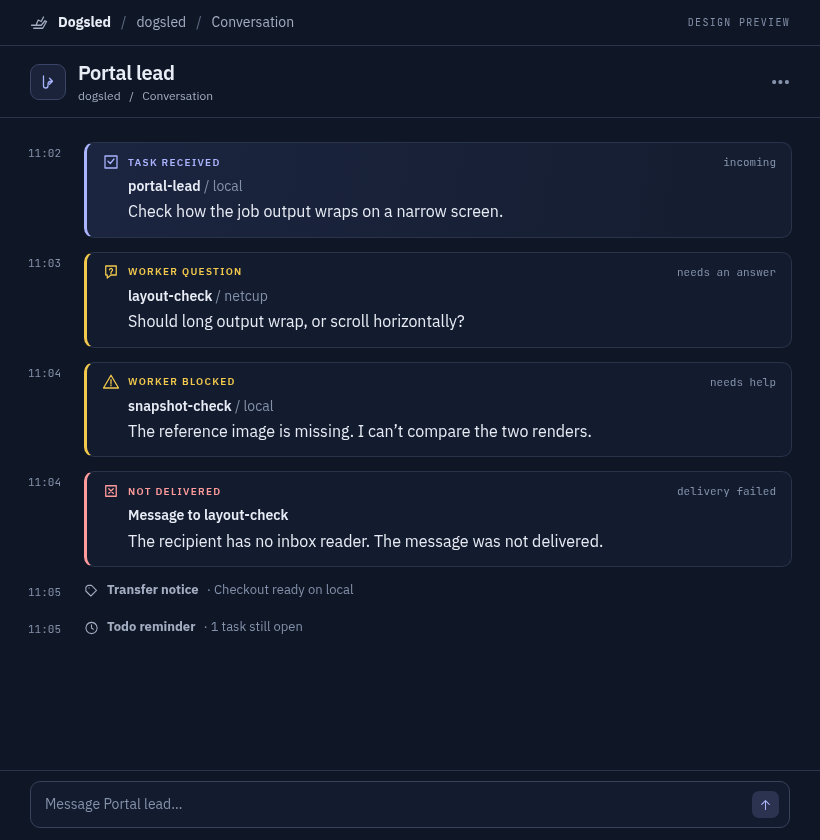 Dogsled / dogsled / Conversation DESIGN PREVIEW
Portal lead
dogsled / Conversation
11:02 TASK RECEIVED incoming
portal-lead / local
Check how the job output wraps on a narrow screen.
11:03 WORKER QUESTION needs an answer
layout-check / netcup
Should long output wrap, or scroll horizontally?
11:04 WORKER BLOCKED needs help
snapshot-check / local
The reference image is missing. I can’t compare the two renders.
11:04 NOT DELIVERED delivery failed
Message to layout-check
The recipient has no inbox reader. The message was not delivered.
11:05 Transfer notice · Checkout ready on local
11:05 Todo reminder · 1 task still open
Message Portal lead...